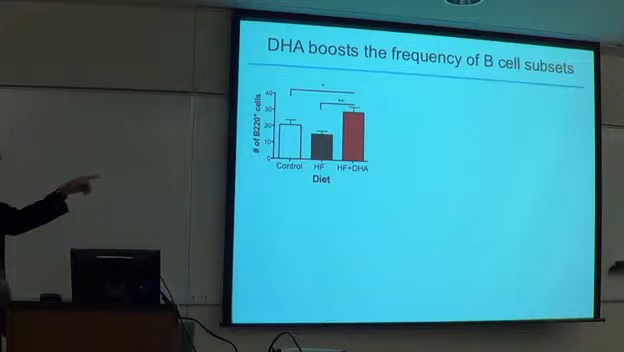 DHA boosts the frequency of B cell subsets
# of B220⁺ cells
40
30
20
10
0
*
**
Control HF HF+DHA
Diet